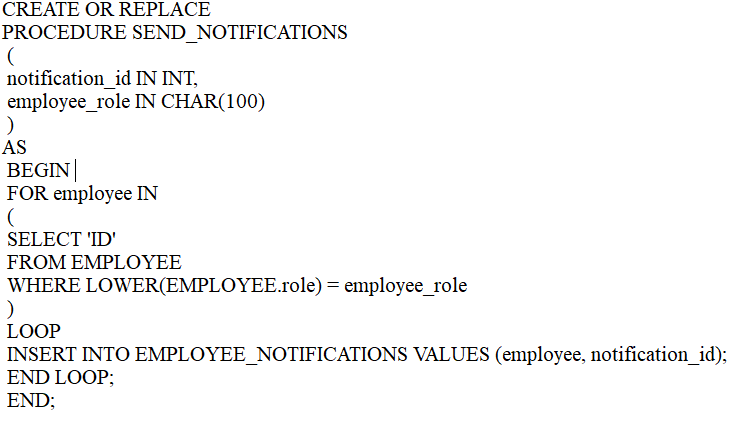 CREATE OR REPLACE
PROCEDURE SEND_NOTIFICATIONS
(
notification_id IN INT,
employee_role IN CHAR(100)
)
AS
BEGIN
FOR employee IN
(
SELECT 'ID'
FROM EMPLOYEE
WHERE LOWER(EMPLOYEE.role) = employee_role
)
LOOP
INSERT INTO EMPLOYEE_NOTIFICATIONS VALUES (employee, notification_id);
END LOOP;
END;